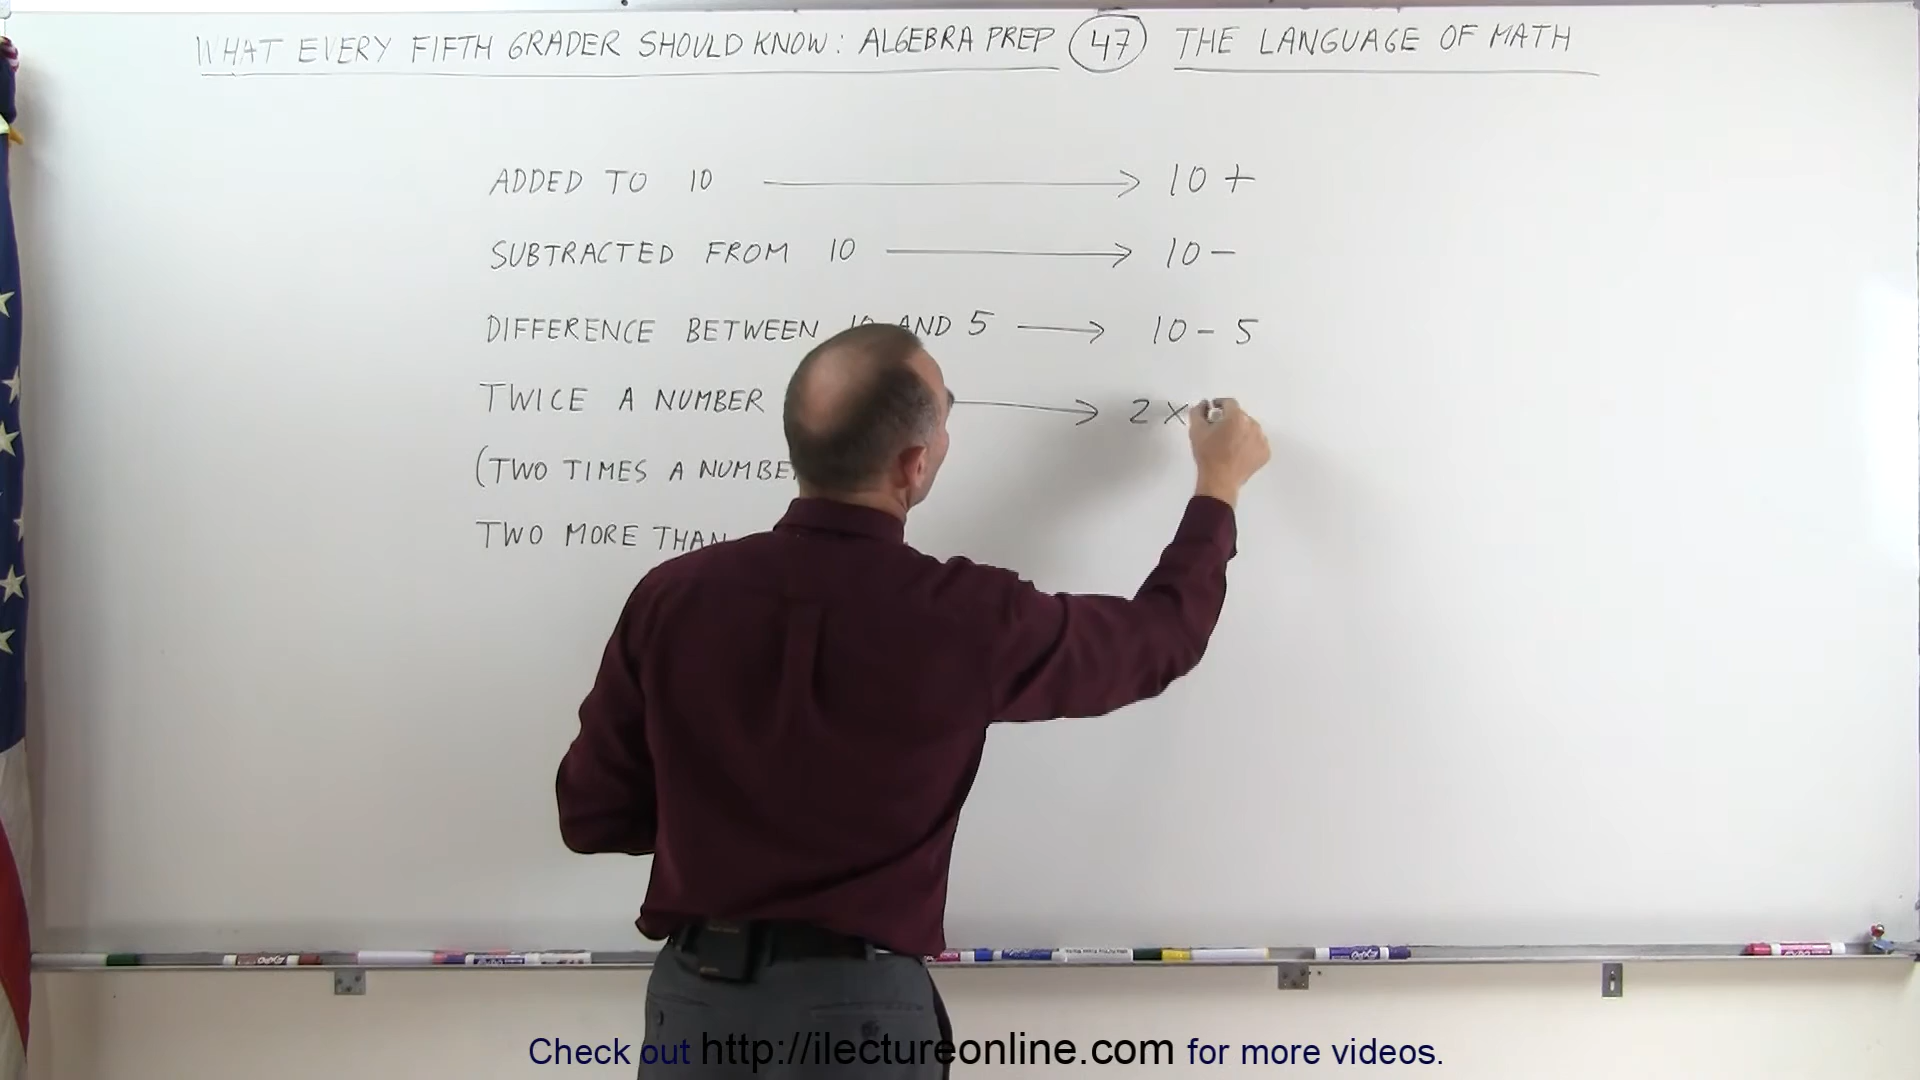 WHAT EVERY FIFTH GRADER SHOULD KNOW: ALGEBRA PREP 47 THE LANGUAGE OF MATH
ADDED TO 10 → 10 +
SUBTRACTED FROM 10 → 10 -
DIFFERENCE BETWEEN 10 AND 5 → 10 - 5
TWICE A NUMBER → 2 ×
(TWO TIMES A
TWO MORE THAN
Check out http://ilectureonline.com for more videos.